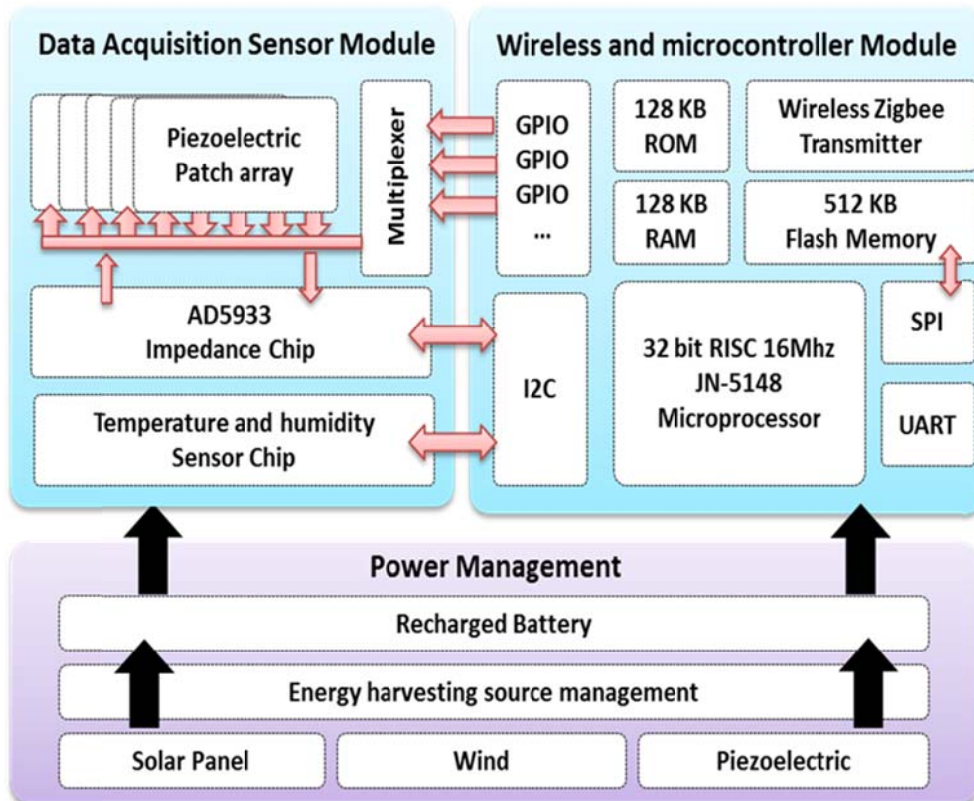 Data Acquisition Sensor Module
Piezoelectric
Patch array
Multiplexer
AD5933
Impedance Chip
Temperature and humidity
Sensor Chip
Wireless and microcontroller Module
GPIO
GPIO
GPIO
...
128 KB
ROM
Wireless Zigbee
Transmitter
128 KB
RAM
512 KB
Flash Memory
I2C
32 bit RISC 16Mhz
JN-5148
Microprocessor
SPI
UART
Power Management
Recharged Battery
Energy harvesting source management
Solar Panel
Wind
Piezoelectric